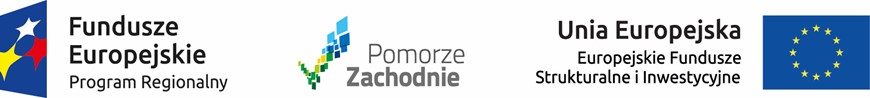 Fundusze
Europejskie
Program Regionalny
Pomorze
Zachodnie
Unia Europejska
Europejskie Fundusze
Strukturalne i Inwestycyjne